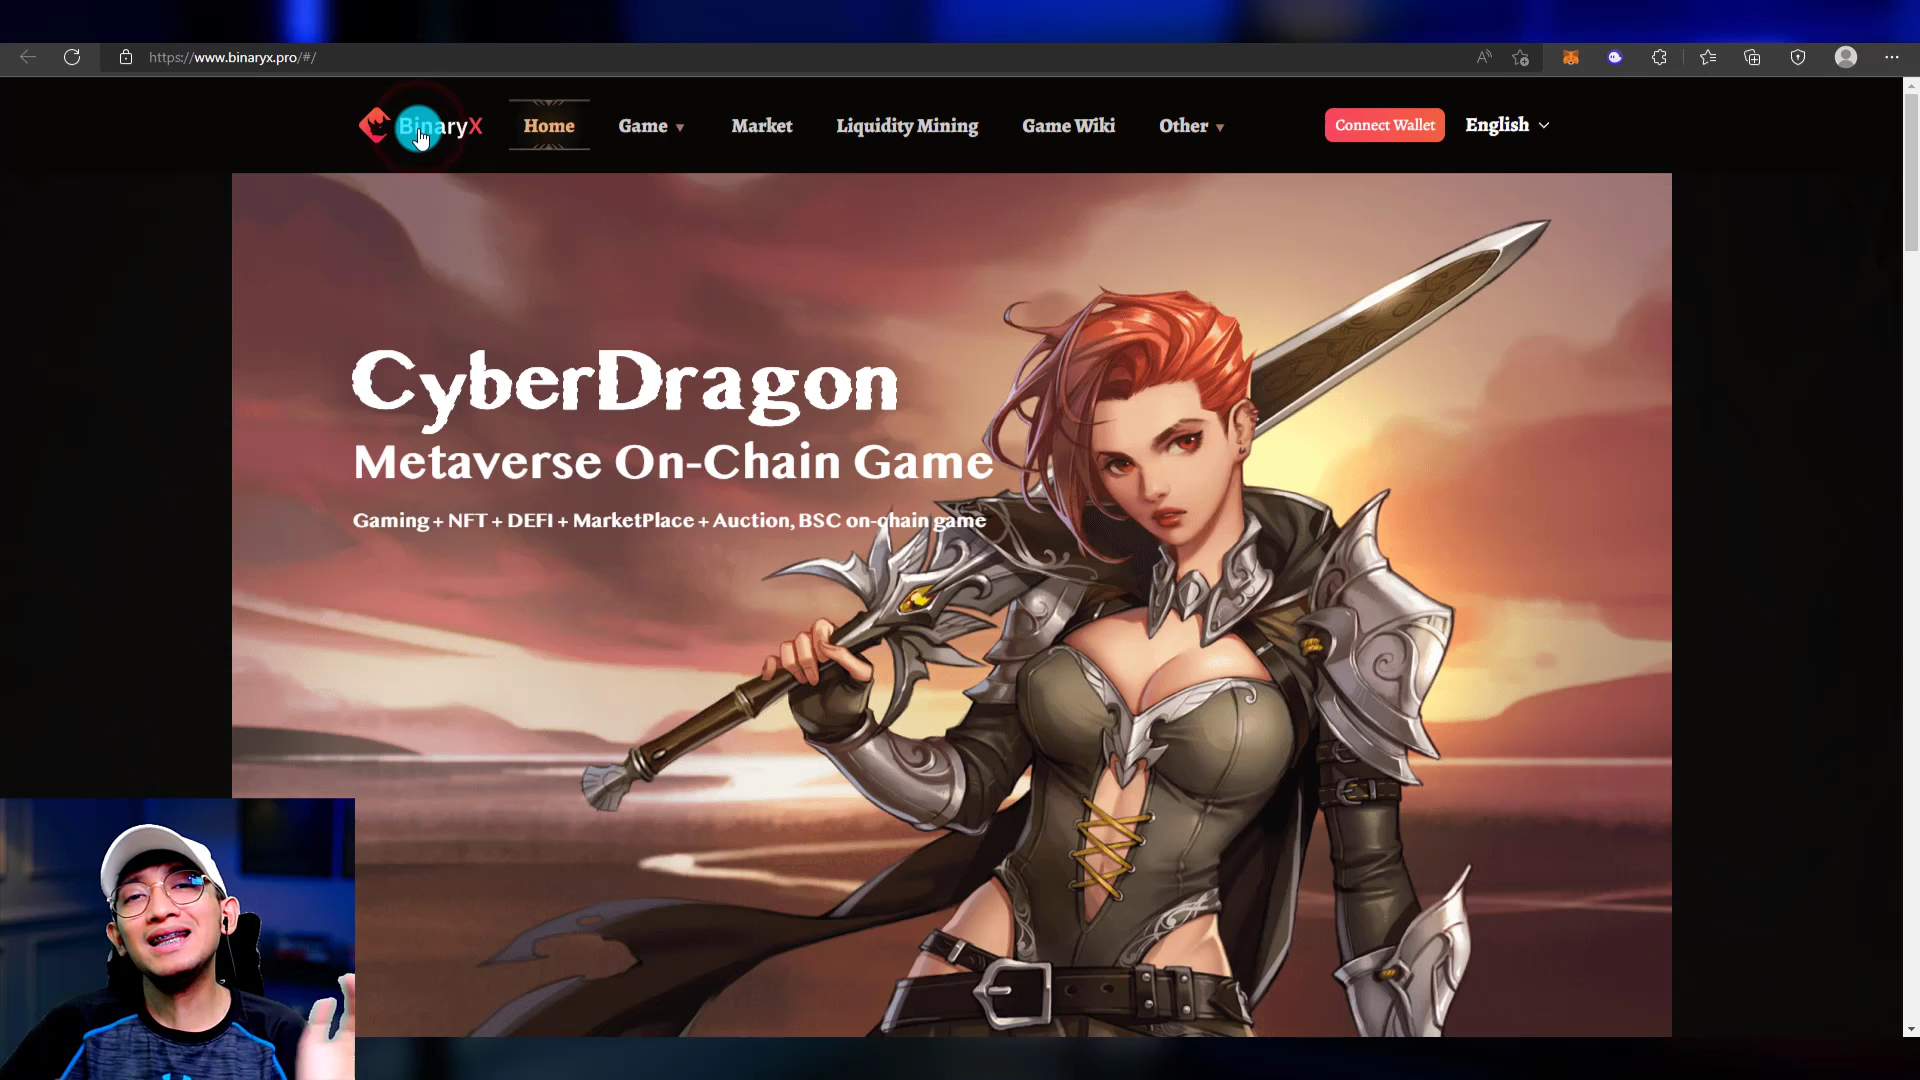 https://www.binaryx.pro/#/
BinaryX
Home
Game
Market
Liquidity Mining
Game Wiki
Other
Connect Wallet
English
CyberDragon
Metaverse On-Chain Game
Gaming + NFT + DEFI + MarketPlace + Auction, BSC on-chain game